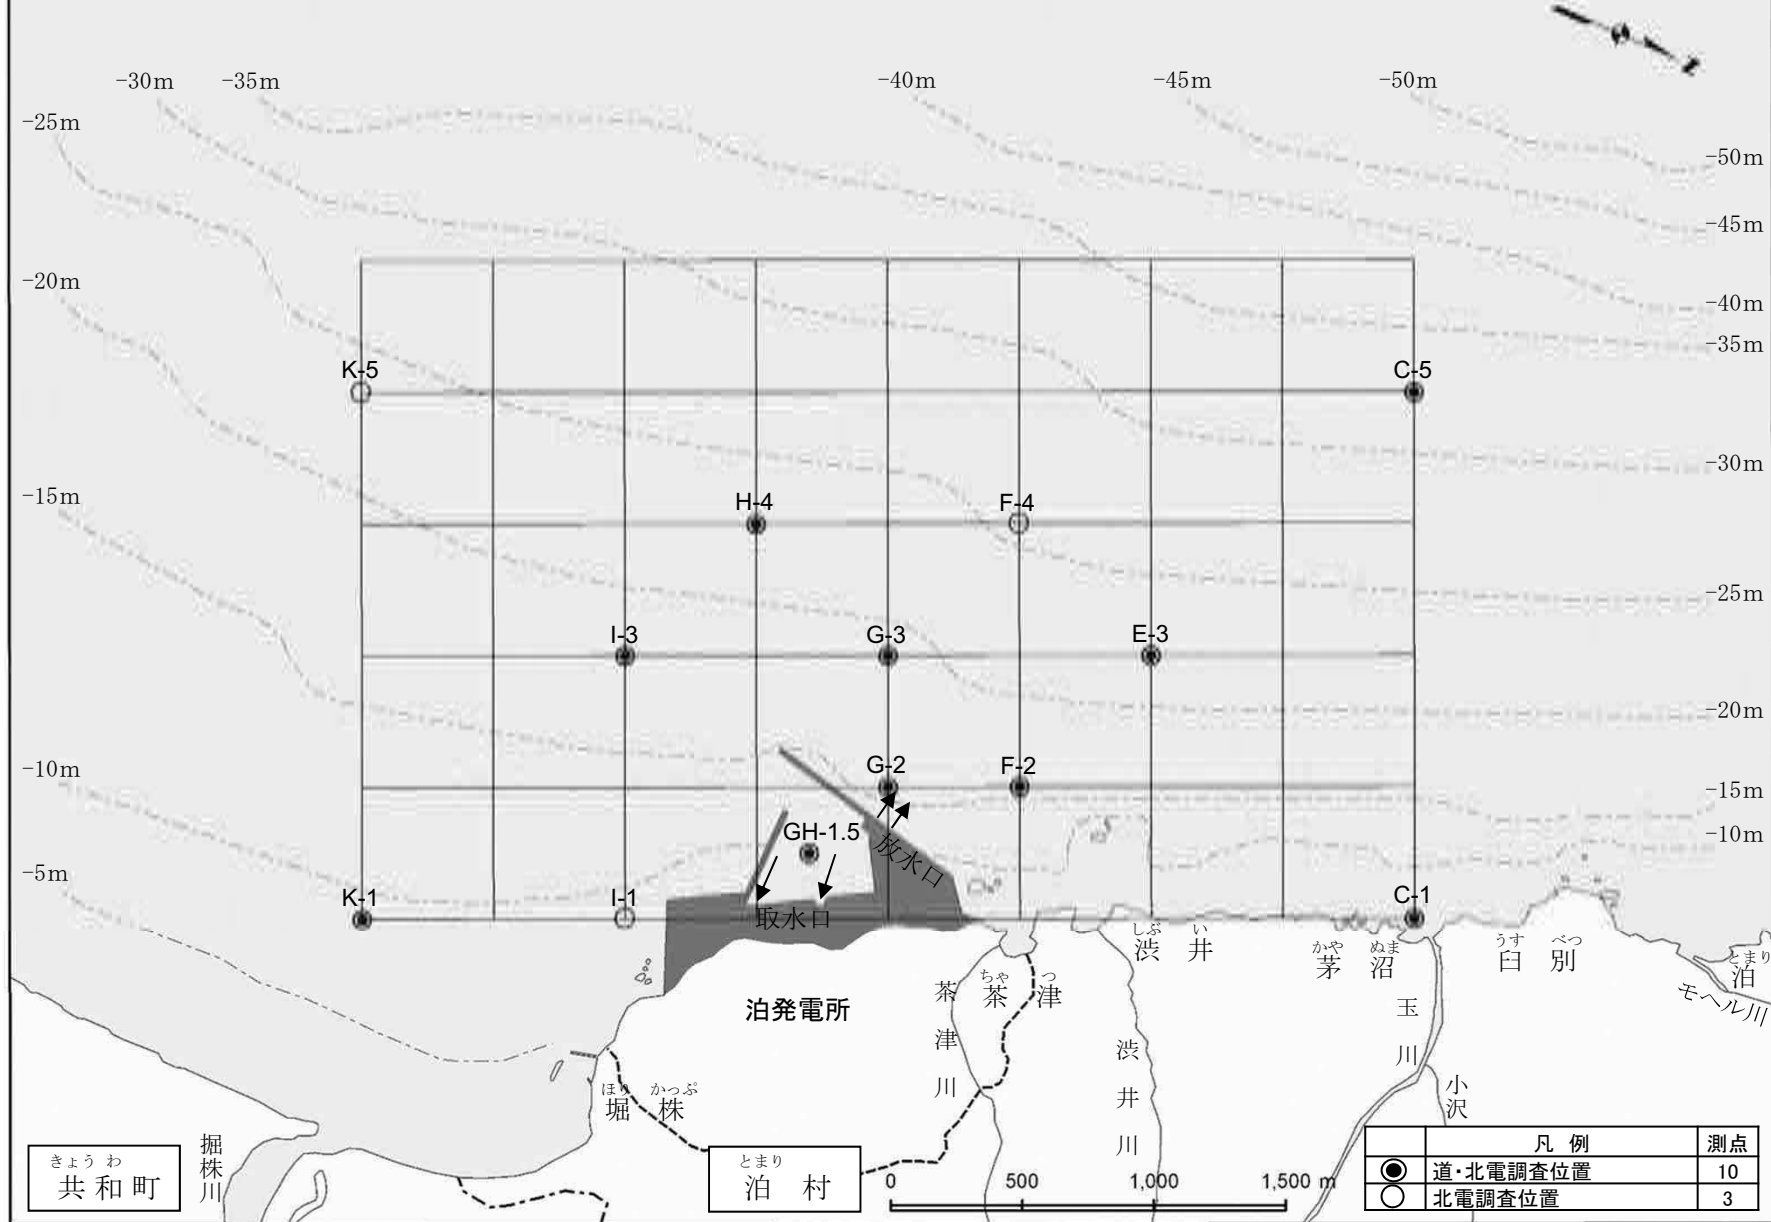 N
-30m
-35m
-40m
-45m
-50m
-25m
-50m
-45m
-20m
-40m
-35m
K-5
C-5
-30m
-15m
H-4
F-4
-25m
I-3
G-3
E-3
-20m
-10m
G-2
F-2
-15m
GH-1.5
放水口
-10m
-5m
K-1
I-1
取水口
C-1
しぶ い
渋 井
かや ぬま
茅 沼
うす べつ
臼 別
とまり
泊
モヘル川
ちゃ つ
茶 津
泊発電所
茶津川
渋井川
玉川
小沢
ほり かっぷ
堀 株
掘株川
きょう わ
共和町
とまり
泊 村
0 500 1,000 1,500 m
凡 例 測点
道・北電調査位置 10
北電調査位置 3